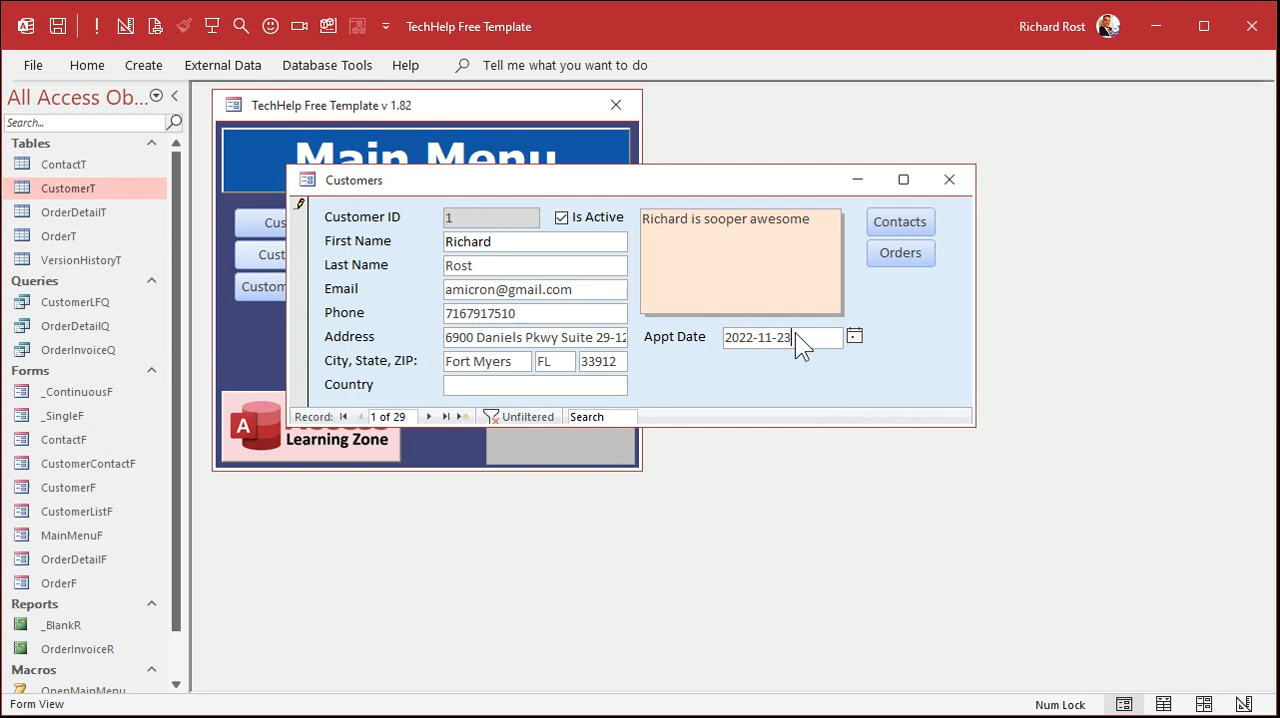 TechHelp Free Template
Richard Rost
File Home Create External Data Database Tools Help Tell me what you want to do
All Access Ob...
Search...
Tables
ContactT
CustomerT
OrderDetailT
OrderT
VersionHistoryT
Queries
CustomerLFQ
OrderDetailQ
OrderInvoiceQ
Forms
_ContinuousF
_SingleF
ContactF
CustomerContactF
CustomerF
CustomerListF
MainMenuF
OrderDetailF
OrderF
Reports
_BlankR
OrderInvoiceR
Macros
OpenMainMenu
TechHelp Free Template v 1.82
Main Menu
Cus
Cust
Custom
A
Learning Zone
Customers
Customer ID 1 Is Active
First Name Richard
Last Name Rost
Email amicron@gmail.com
Phone 7167917510
Address 6900 Daniels Pkwy Suite 29-12
City, State, ZIP: Fort Myers FL 33912
Country
Richard is sooper awesome
Appt Date 2022-11-23
Contacts
Orders
Record: 1 of 29 Unfiltered Search
Form View
Num Lock